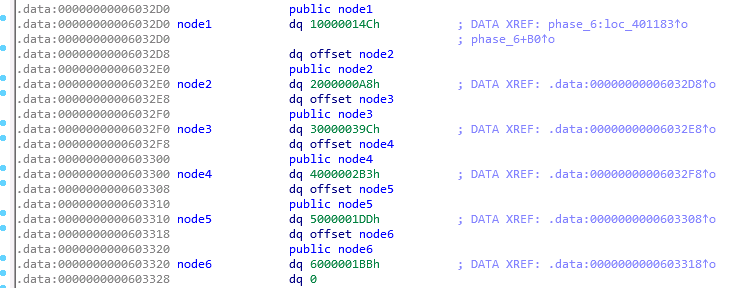 .data:00000000006032D0 public node1
.data:00000000006032D0 node1 dq 10000014Ch ; DATA XREF: phase_6:loc_401183↑o
.data:00000000006032D0 ; phase_6+B0↑o
.data:00000000006032D8 dq offset node2
.data:00000000006032E0 public node2
.data:00000000006032E0 node2 dq 2000000A8h ; DATA XREF: .data:00000000006032D8↑o
.data:00000000006032E8 dq offset node3
.data:00000000006032F0 public node3
.data:00000000006032F0 node3 dq 30000039Ch ; DATA XREF: .data:00000000006032E8↑o
.data:00000000006032F8 dq offset node4
.data:0000000000603300 public node4
.data:0000000000603300 node4 dq 4000002B3h ; DATA XREF: .data:00000000006032F8↑o
.data:0000000000603308 dq offset node5
.data:0000000000603310 public node5
.data:0000000000603310 node5 dq 5000001DDh ; DATA XREF: .data:0000000000603308↑o
.data:0000000000603318 dq offset node6
.data:0000000000603320 public node6
.data:0000000000603320 node6 dq 6000001BBh ; DATA XREF: .data:0000000000603318↑o
.data:0000000000603328 dq 0